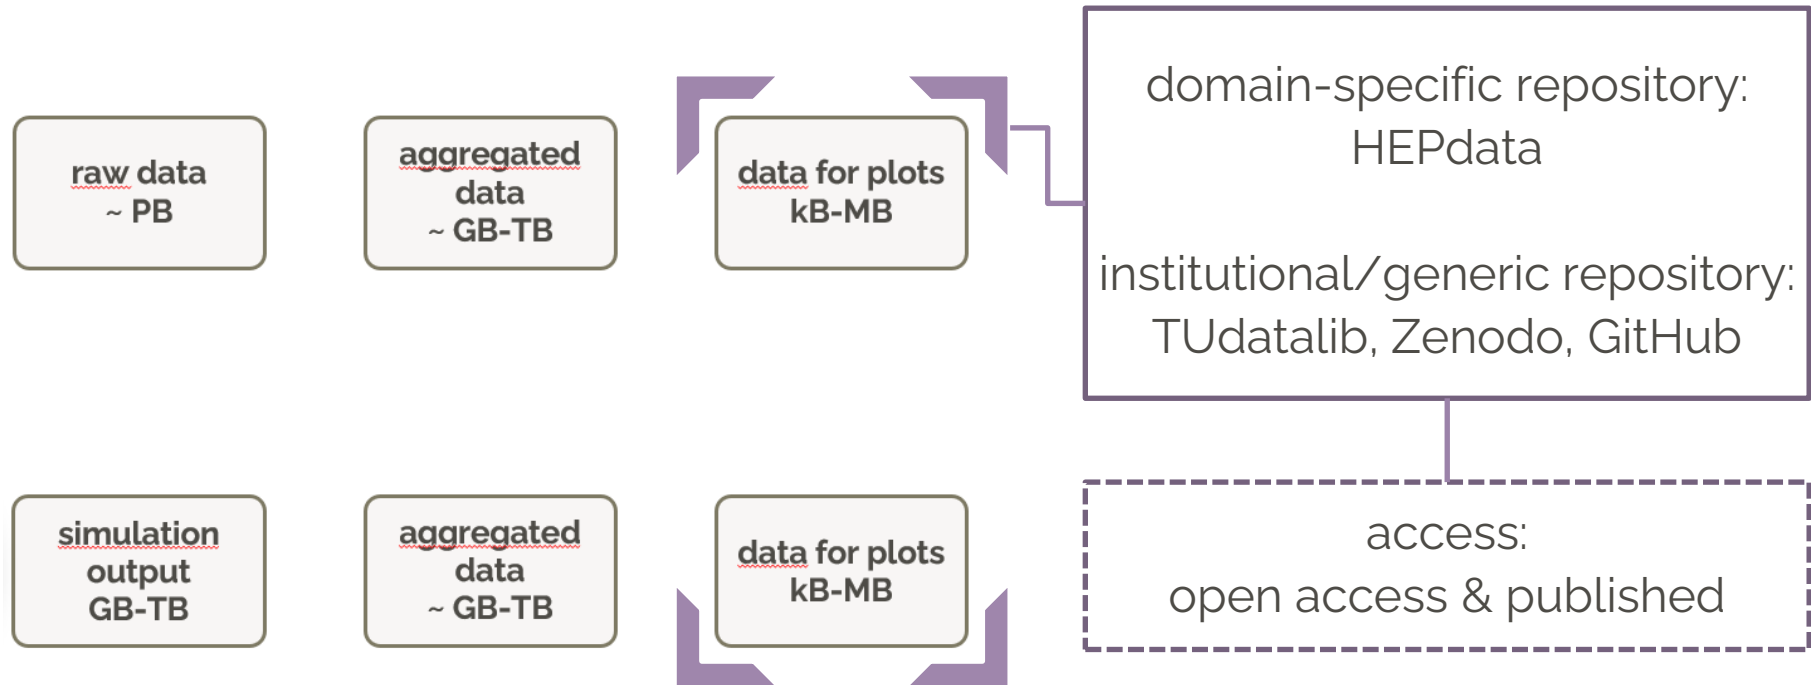 raw data
~ PB
aggregated
data
~ GB-TB
data for plots
kB-MB
domain-specific repository:
HEPdata
institutional/generic repository:
TUdatalib, Zenodo, GitHub
simulation
output
GB-TB
aggregated
data
~ GB-TB
data for plots
kB-MB
access:
open access & published